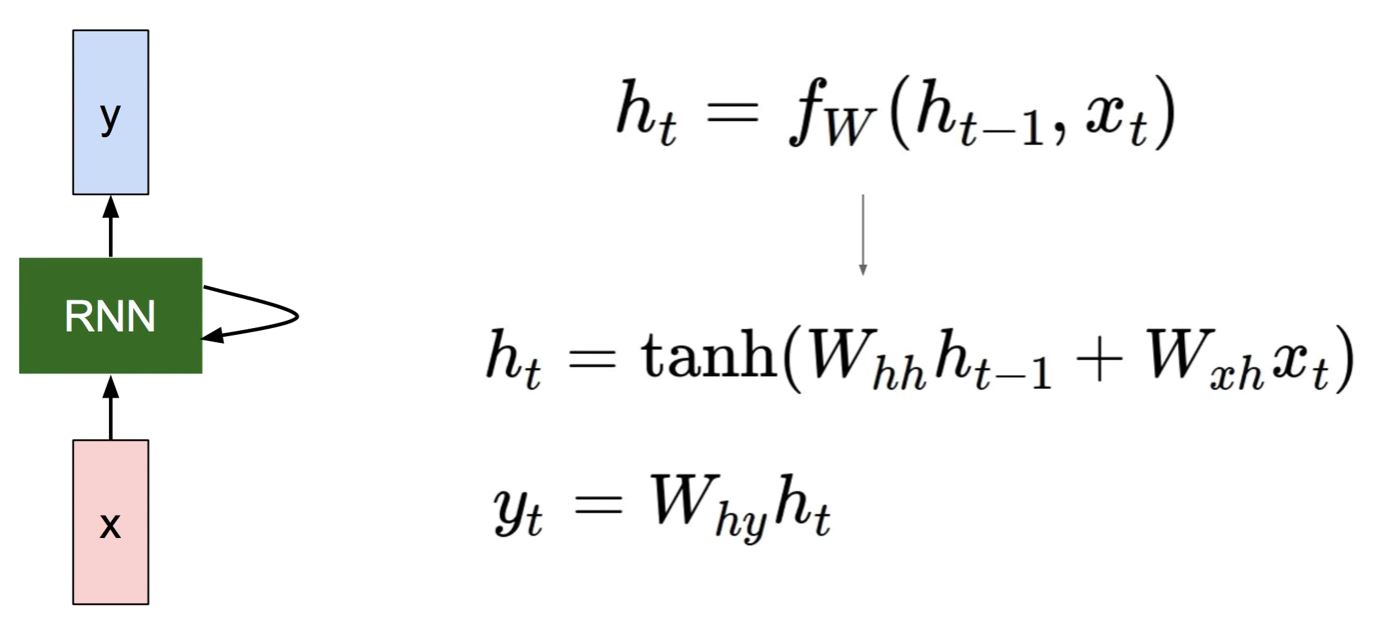 y
RNN
x
h_t = f_W(h_{t-1}, x_t)
h_t = tanh(W_{hh}h_{t-1} + W_{xh}x_t)
y_t = W_{hy}h_t